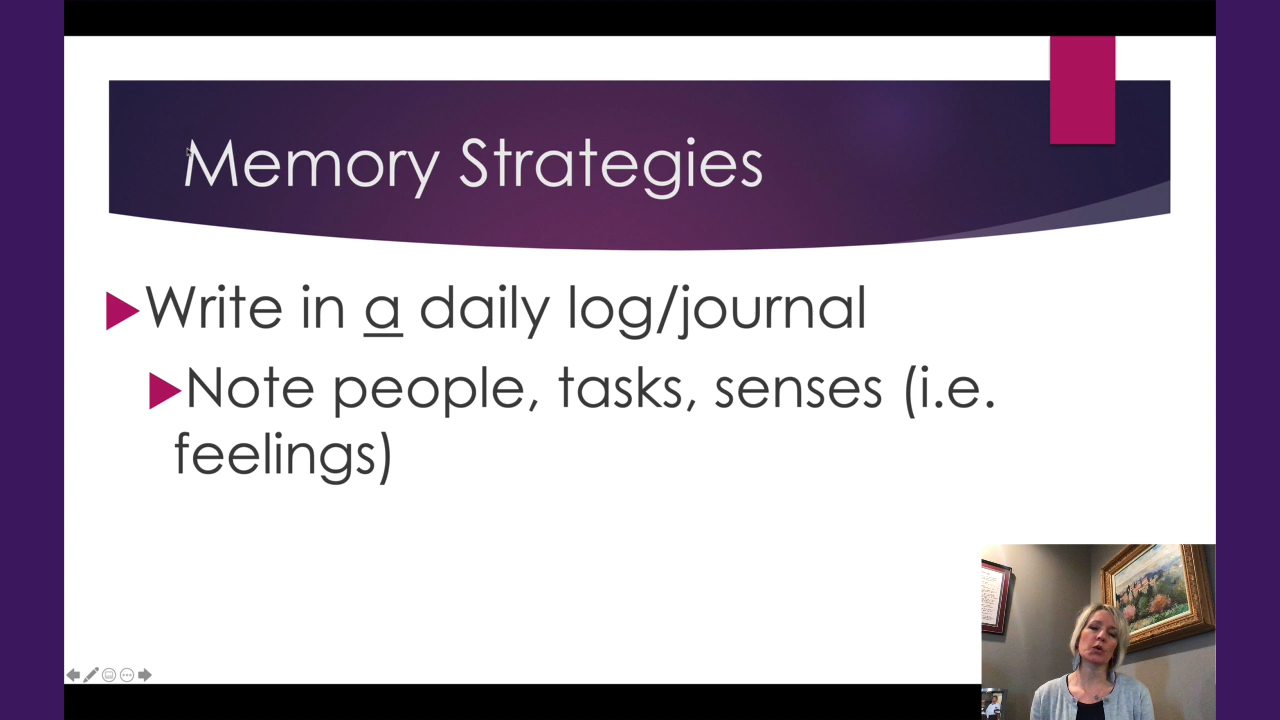 Memory Strategies
Write in a daily log/journal
Note people, tasks, senses (i.e.
feelings)